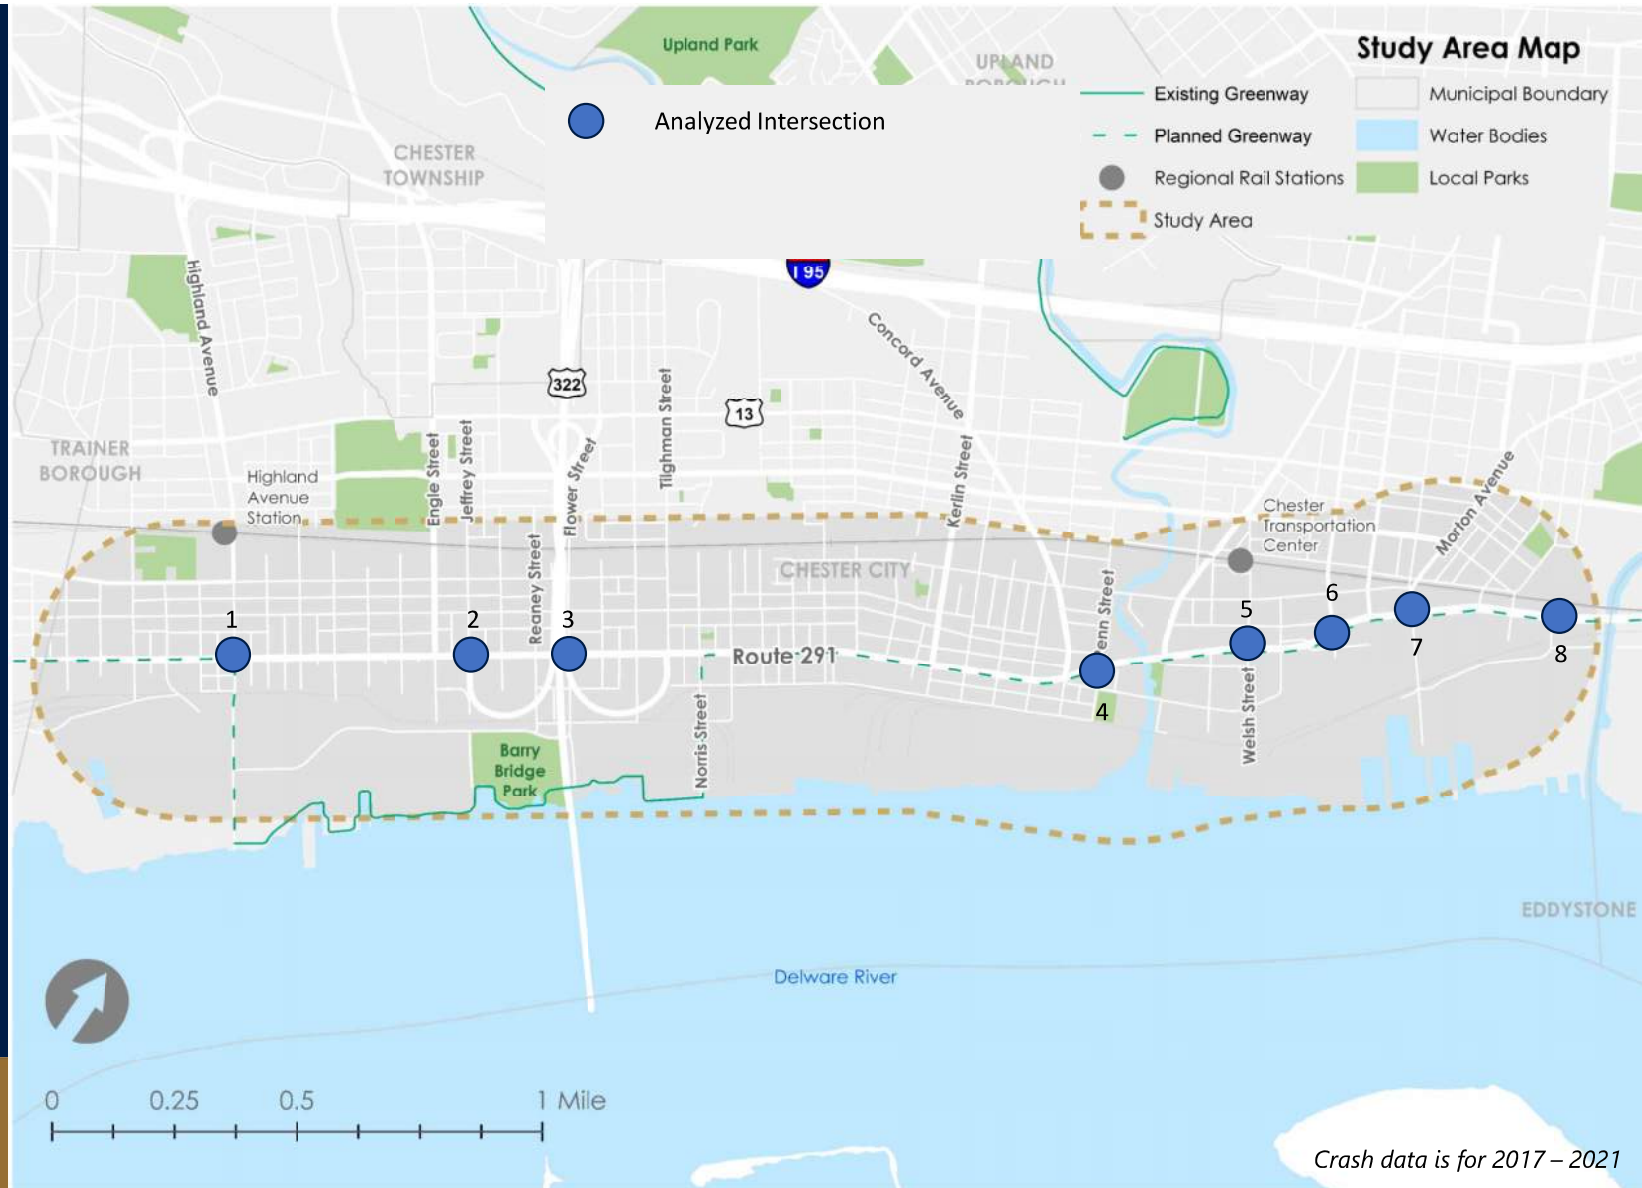 Study Area Map
Existing Greenway
Planned Greenway
Regional Rail Stations
Study Area
Municipal Boundary
Water Bodies
Local Parks
Analyzed Intersection
Upland Park
UPLAND
BOROUGH
CHESTER
TOWNSHIP
I 95
Highland Avenue
322
13
Concord Avenue
TRAINER
BOROUGH
Highland
Avenue
Station
Engle Street
Jeffrey Street
Flower Street
Tilghman Street
Kerlin Street
Reaney Street
CHESTER CITY
Chester
Transportation
Center
Morton Avenue
enn Street
1
2
3
Route 291
4
5
6
7
8
Welsh Street
Norris Street
Barry
Bridge
Park
EDDYSTONE
Delware River
0 0.25 0.5 1 Mile
Crash data is for 2017 – 2021